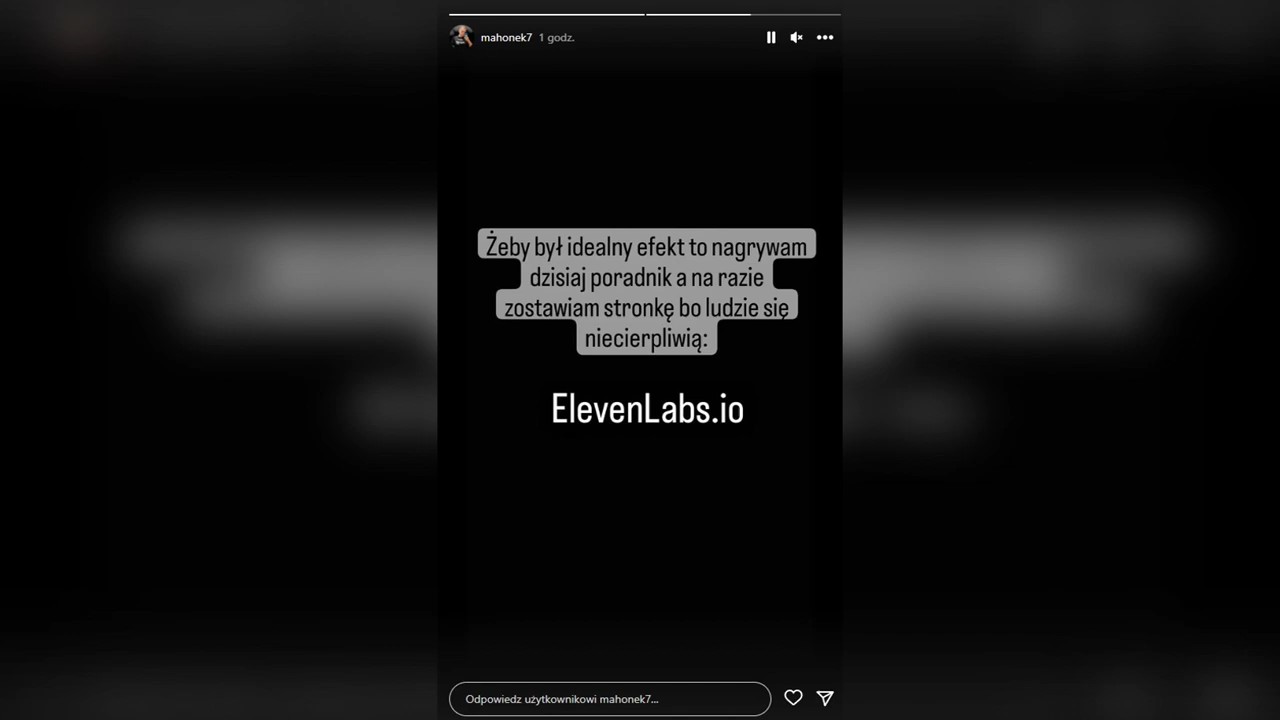 mahonek7 1 godz.
Żeby był idealny efekt to nagrywam
dzisiaj poradnik a na razie
zostawiam stronkę bo ludzie się
niecierpliwią:
ElevenLabs.io
Odpowiedz użytkownikowi mahonek7...